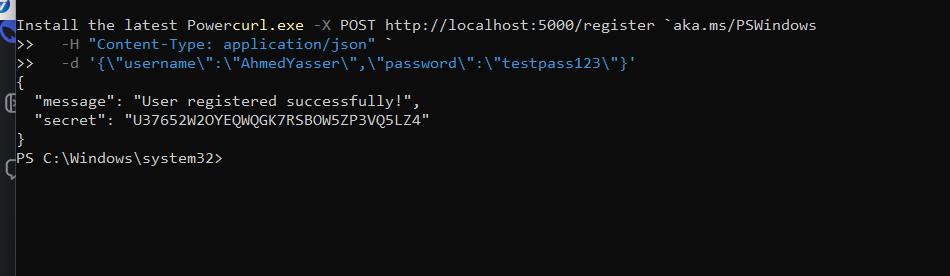 Install the latest Powercurl.exe -X POST http://localhost:5000/register `aka.ms/PSWindows
>>   -H "Content-Type: application/json" `
>>   -d '{\"username\":\"AhmedYasser\",\"password\":\"testpass123\"}'
{
  "message": "User registered successfully!",
  "secret": "U37652W2OYEQWQGK7RSBOW5ZP3VQ5LZ4"
}
PS C:\Windows\system32>